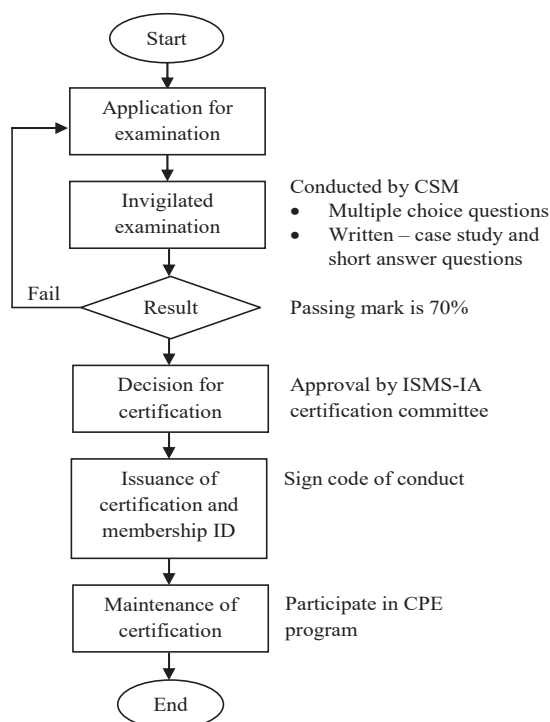 Start
Application for
examination
Invigilated
examination
Conducted by CSM
• Multiple choice questions
• Written – case study and
short answer questions
Fail
Result
Passing mark is 70%
Decision for
certification
Approval by ISMS-IA
certification committee
Issuance of
certification and
membership ID
Sign code of conduct
Maintenance of
certification
Participate in CPE
program
End